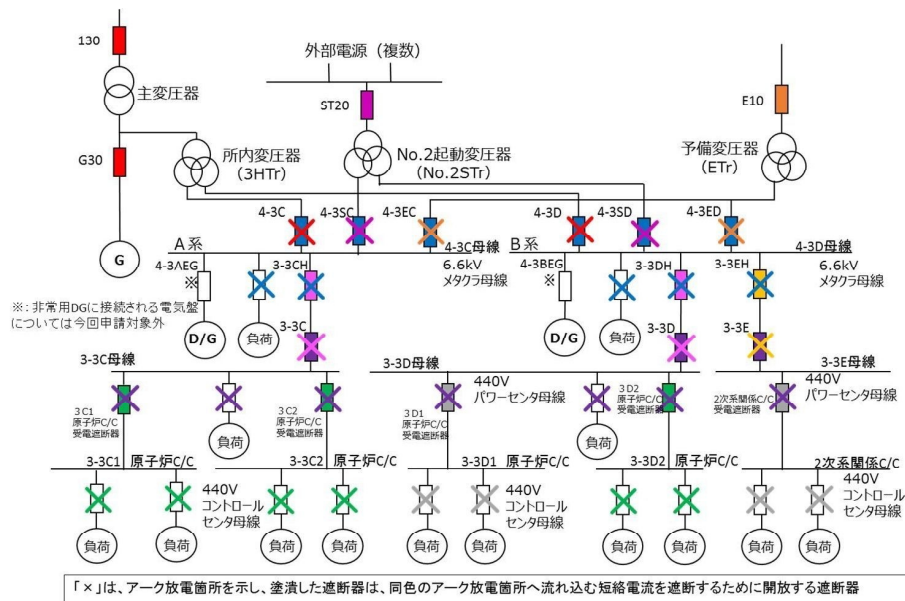 外部電源（複数）
130
主変圧器
ST20
E10
G30
所内変圧器
（3HTr）
No.2起動変圧器
（No.2STr）
予備変圧器
（ETr）
4-3C
4-3SC
4-3EC
4-3D
4-3SD
4-3ED
G
A系
4-3C母線
B系
4-3D母線
4-3AEG
3-3CH
6.6kV
メタクラ母線
4-3BEG
3-3DH
3-3EH
6.6kV
メタクラ母線
※
※
※：非常用DGに接続される電気盤
については今回申請対象外
D/G
負荷
3-3C
D/G
負荷
3-3D
3-3E
3-3C母線
3-3D母線
3-3E母線
440V
パワーセンタ母線
440V
パワーセンタ母線
3C1
原子炉C/C
受電遮断器
3C2
原子炉C/C
受電遮断器
3D1
原子炉C/C
受電遮断器
3D2
原子炉C/C
受電遮断器
2次系関係C/C
受電遮断器
負荷
負荷
3-3C1
原子炉C/C
3-3C2
原子炉C/C
3-3D1
原子炉C/C
3-3D2
原子炉C/C
2次系関係C/C
440V
コントロール
センタ母線
440V
コントロール
センタ母線
440V
コントロール
センタ母線
負荷
負荷
負荷
負荷
負荷
負荷
負荷
負荷
負荷
負荷
「×」は、アーク放電箇所を示し、塗潰した遮断器は、同色のアーク放電箇所へ流れ込む短絡電流を遮断するために開放する遮断器